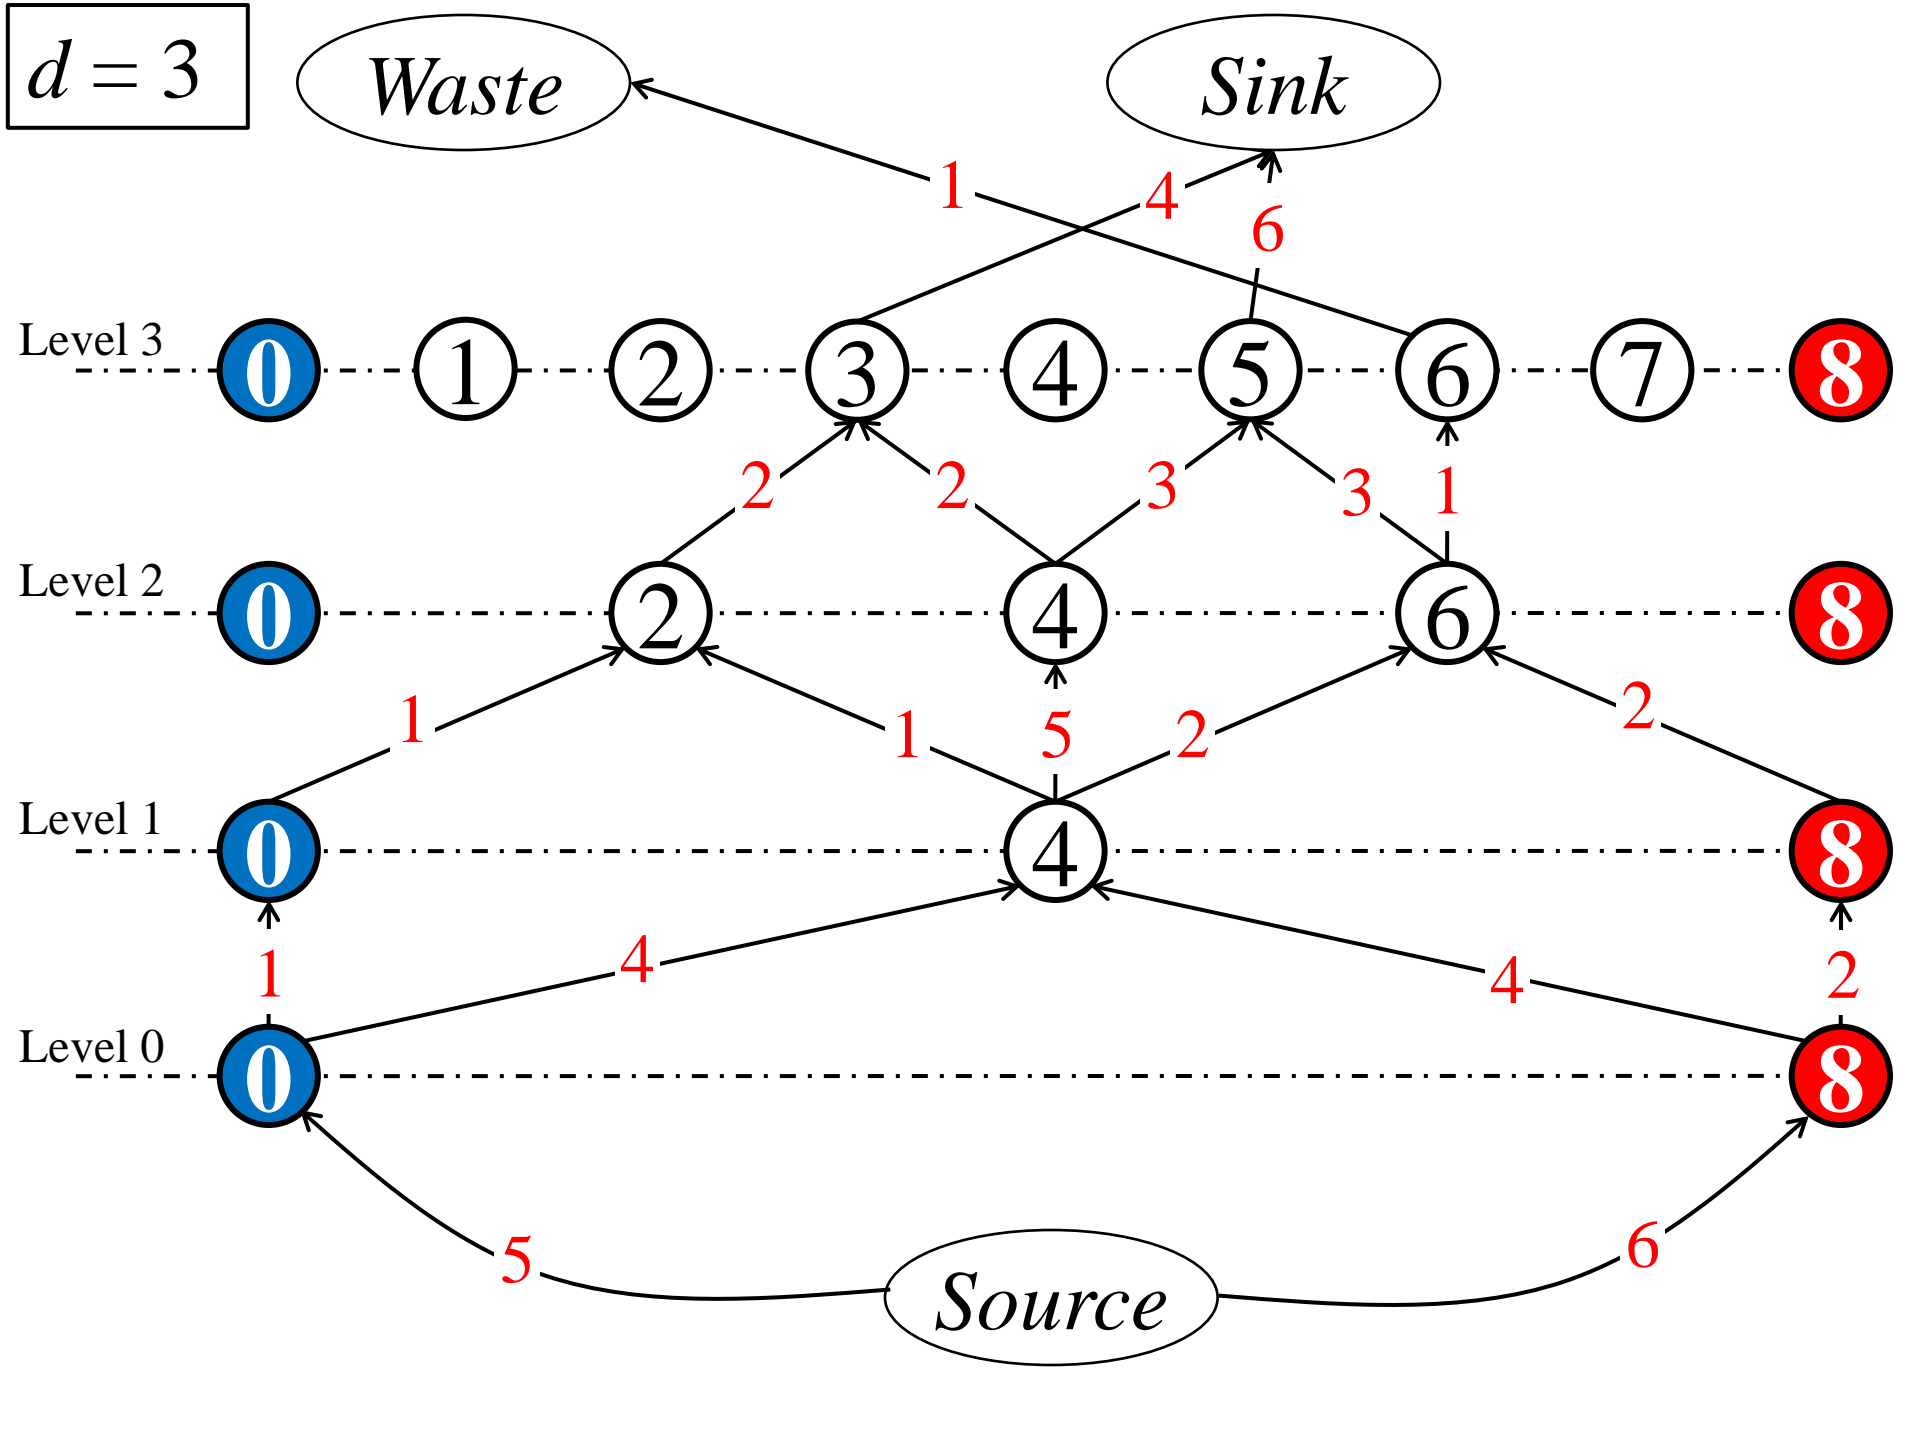 d = 3
Waste
Sink
1
4
6
Level 3
0 1 2 3 4 5 6 7 8
2 2 3 3 1
Level 2
0 2 4 6 8
1 1 5 2 2
Level 1
0 4 8
1 4 4 2
Level 0
0 8
5 6
Source